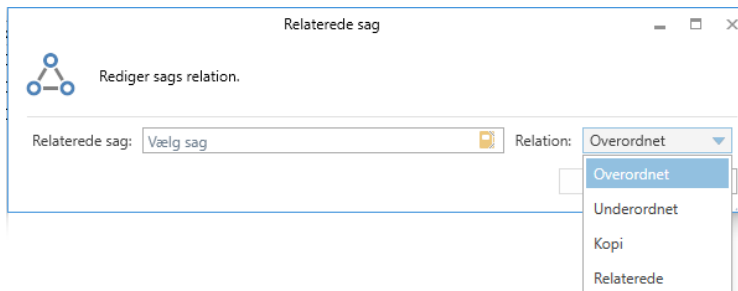 Relaterede sag
Rediger sags relation.
Relaterede sag: Vælg sag Relation: Overordnet
Overordnet
Underordnet
Kopi
Relaterede